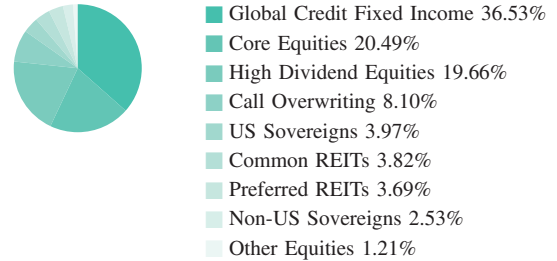 Global Credit Fixed Income 36.53%
Core Equities 20.49%
High Dividend Equities 19.66%
Call Overwriting 8.10%
US Sovereigns 3.97%
Common REITs 3.82%
Preferred REITs 3.69%
Non-US Sovereigns 2.53%
Other Equities 1.21%